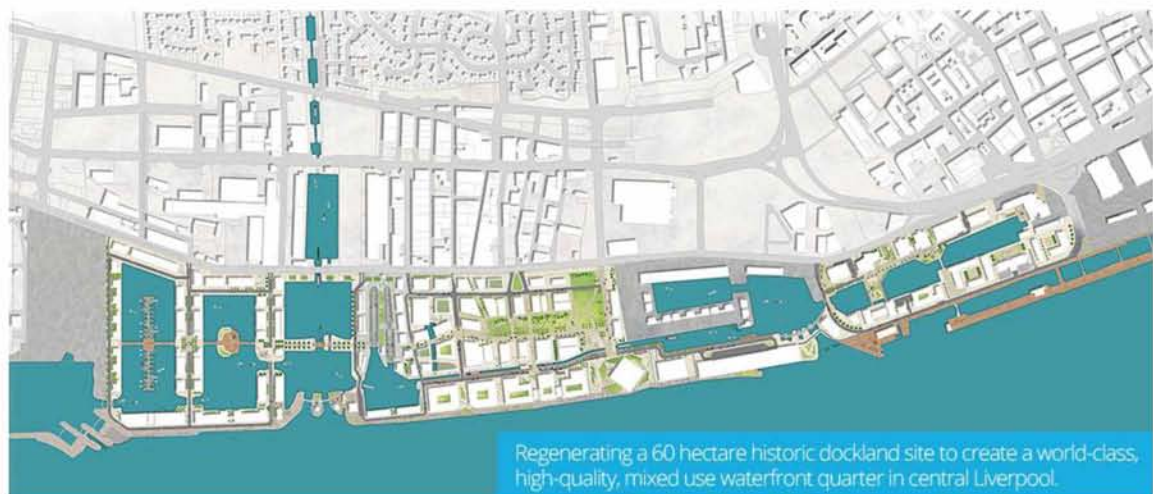 Regenerating a 60 hectare historic dockland site to create a world-class,
high-quality, mixed use waterfront quarter in central Liverpool.